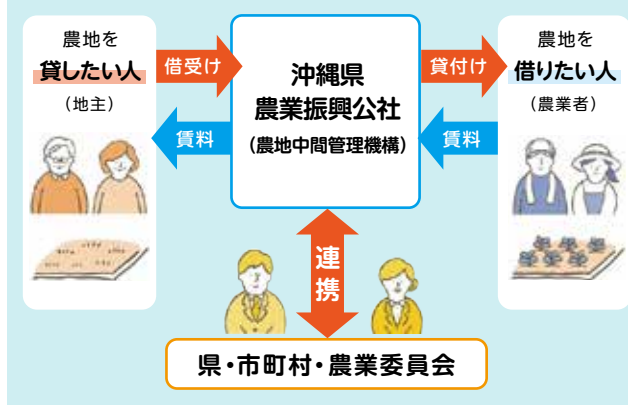 農地を
貸したい人
(地主)
借受け
賃料
沖縄県
農業振興公社
(農地中間管理機構)
貸付け
賃料
農地を
借りたい人
(農業者)
連携
県・市町村・農業委員会